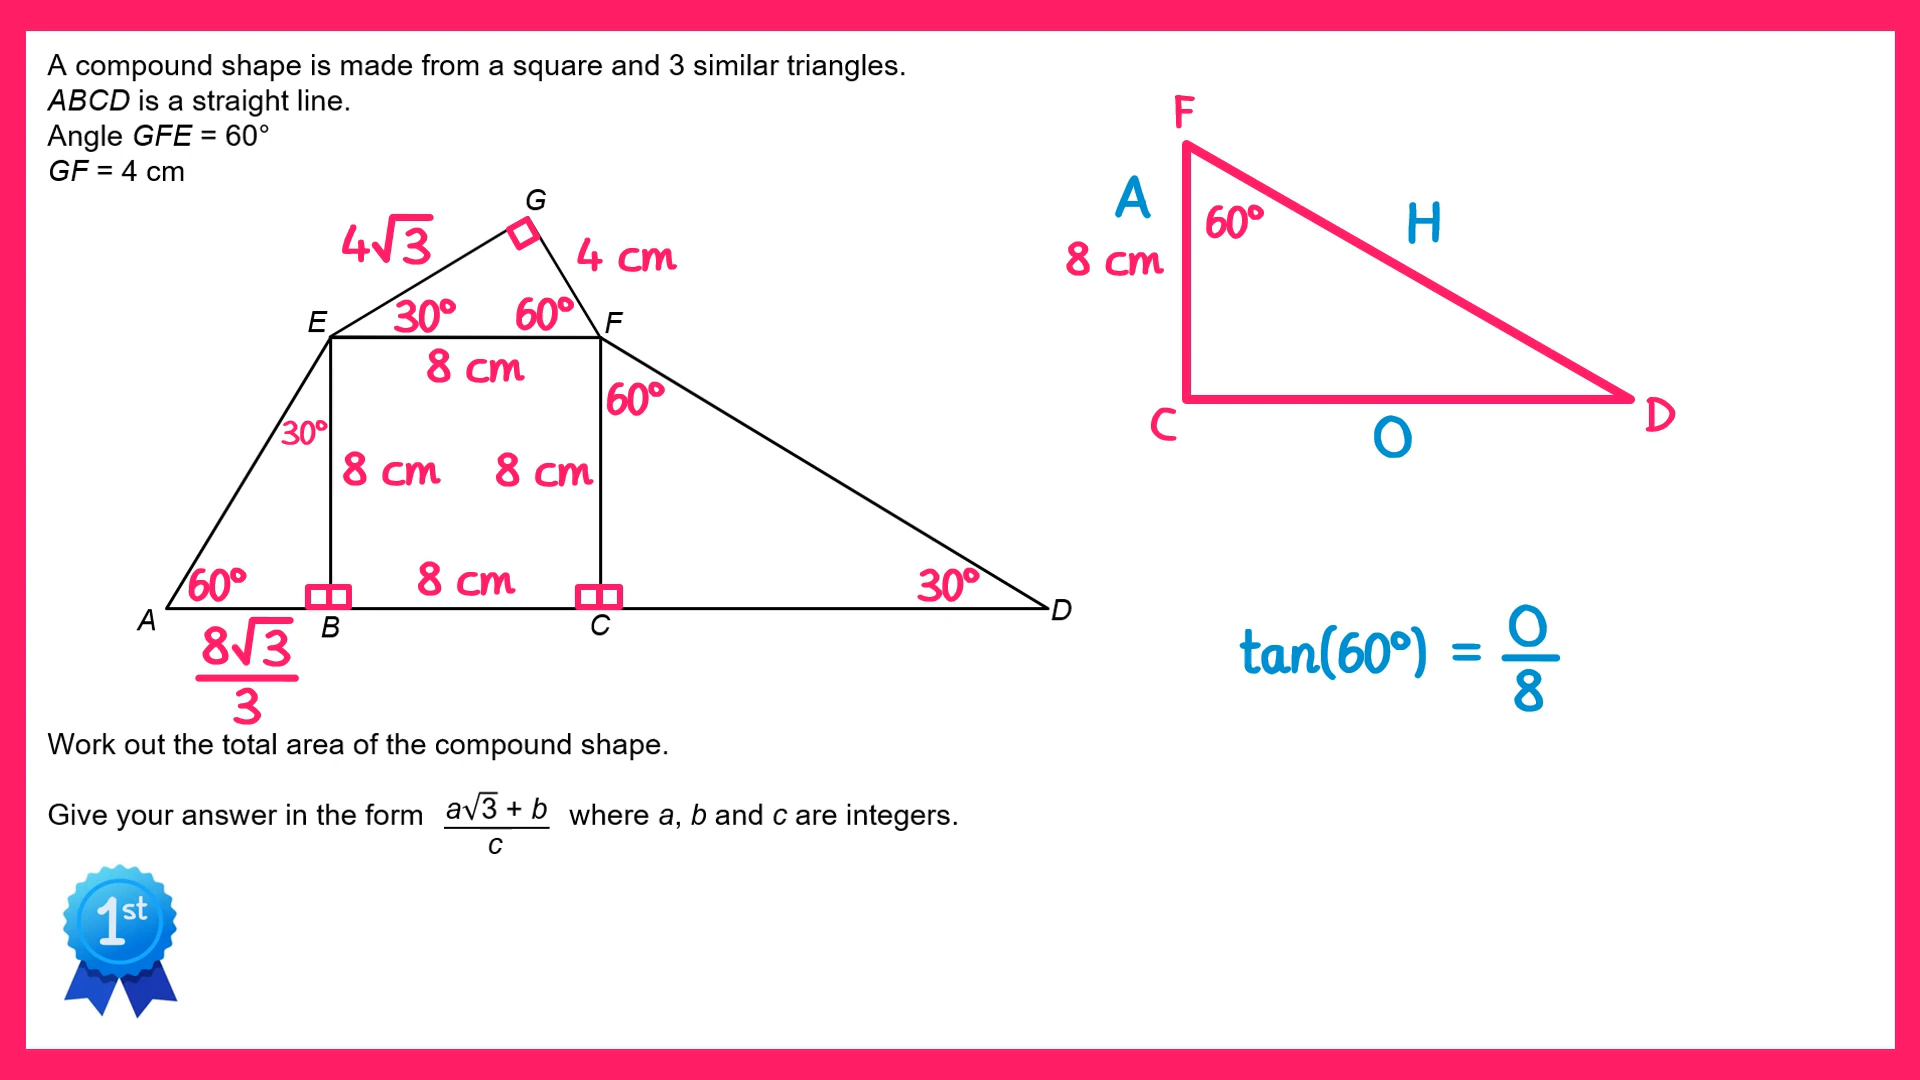 A compound shape is made from a square and 3 similar triangles.
ABCD is a straight line.
Angle GFE = 60°
GF = 4 cm
G
4√3
4 cm
E
30°
60°
F
8 cm
60°
30°
8 cm
8 cm
60°
8 cm
30°
A
B
C
D
8√3
3
F
A
60°
H
8 cm
C
O
D
tan(60°) = O
8
Work out the total area of the compound shape.
Give your answer in the form a√3 + b / c where a, b and c are integers.
1st